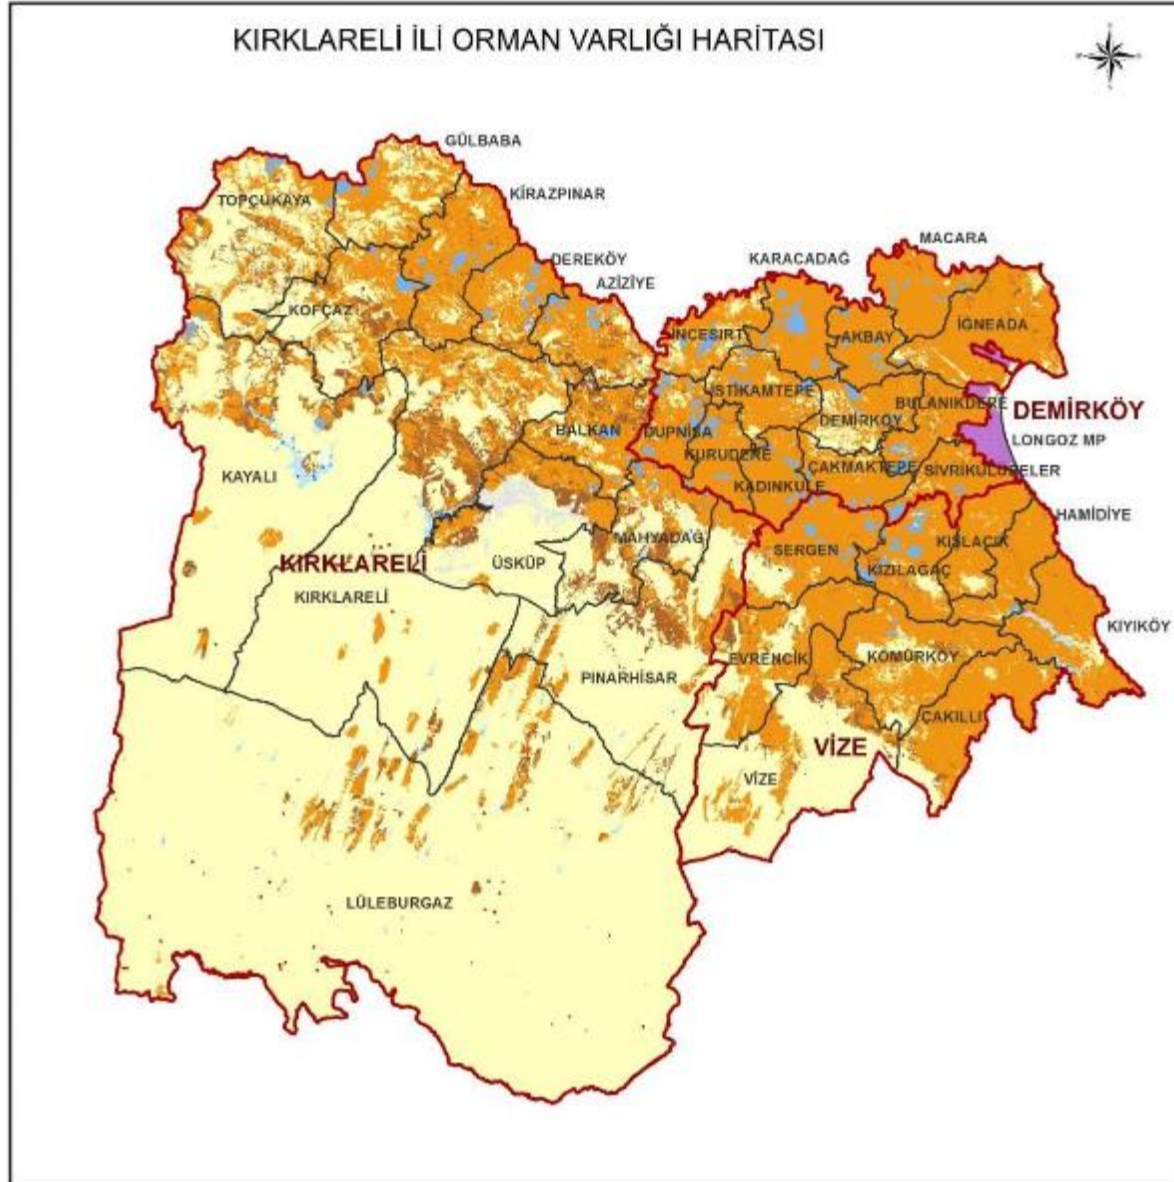 KIRKLARELİ İLİ ORMAN VARLIĞI HARİTASI
GÜLBABA
TOPÇUKAYA
KİRAZPINAR
MACARA
KARACADAĞ
DEREKÖY
AZİZİYE
KOFÇAZ
İĞNEADA
İNCESIRT
AKBAY
İSTİKAMTEPE
BULANIKDERE
DEMİRKÖY
DEMİRKÖY
BALKAN
DUPNİSA
LONGOZ MP
KURUDERE
ÇAKMAKTEPE
SİVRİKULÜBELER
KAYALI
KADINKULE
HAMİDİYE
MAHYADAĞ
KIŞLACIK
SERGEN
KIRKLARELİ
ÜSKÜP
KIZILAĞAÇ
KIRKLARELİ
KIYIKÖY
EVRENCİK
KÖMÜRKÖY
PINARHİSAR
ÇAKILLI
VİZE
VİZE
LÜLEBURGAZ